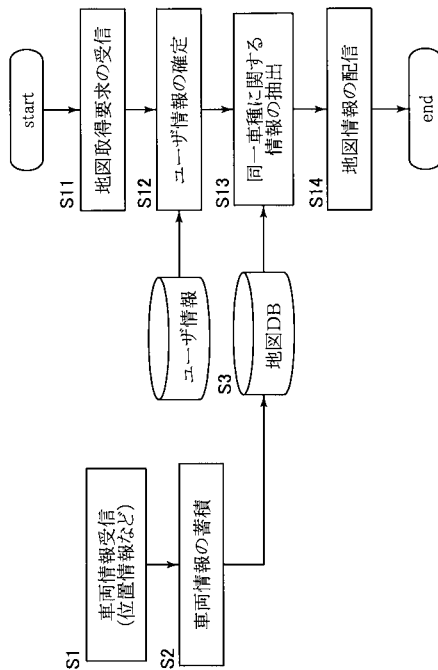 S1
車両情報受信
(位置情報など)
S2
車両情報の蓄積
ユーザ情報
S3
地図DB
start
S11
地図取得要求の受信
S12
ユーザ情報の確定
S13
同一車種に関する
情報の抽出
S14
地図情報の配信
end